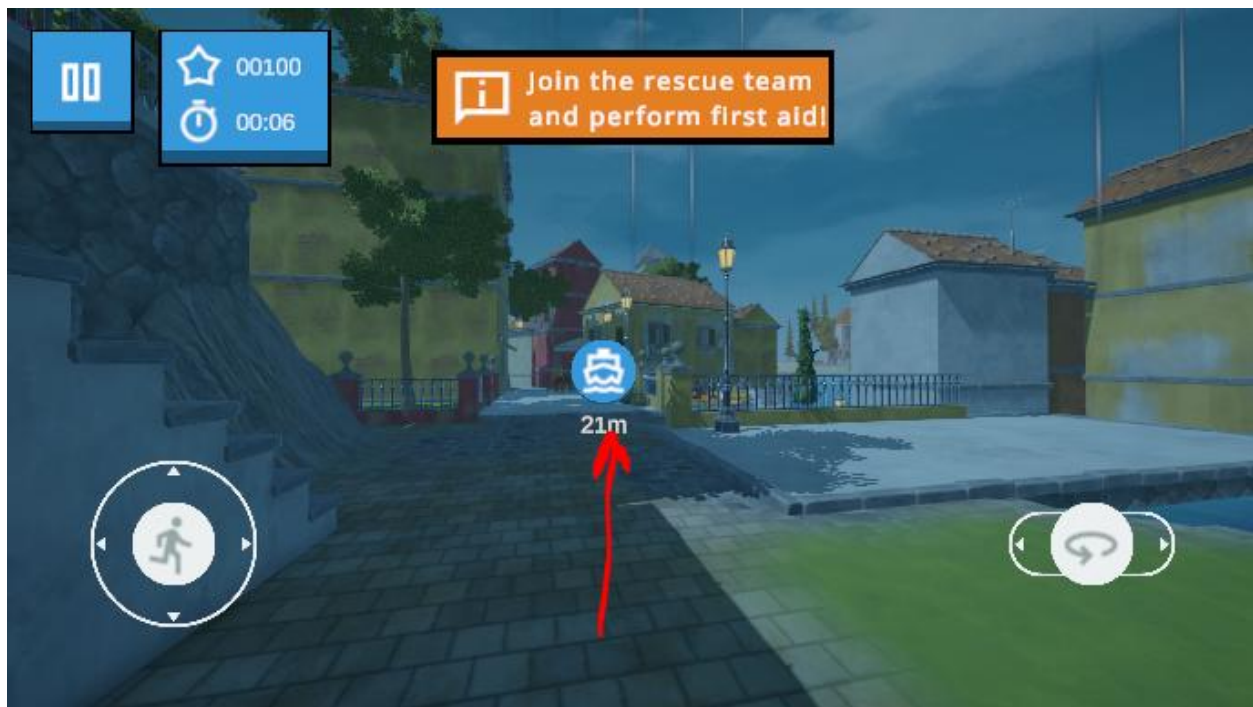 00100
00:06
Join the rescue team
and perform first aid!
21m